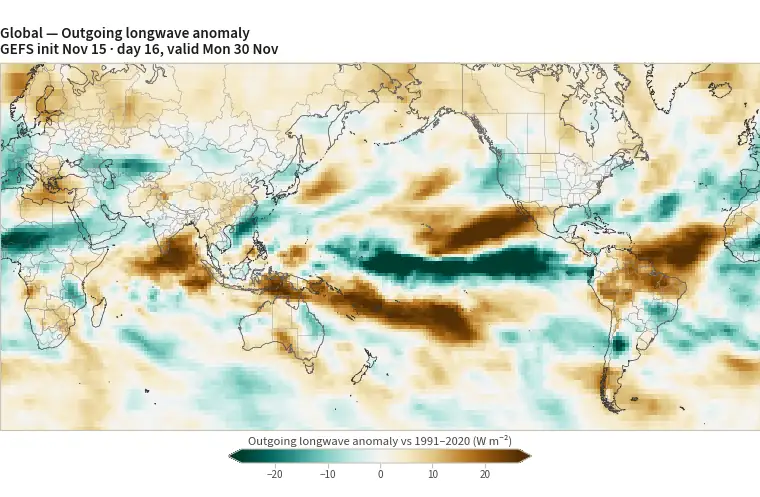 Global — Outgoing longwave anomaly
GEFS init Nov 15 · day 16, valid Mon 30 Nov
Outgoing longwave anomaly vs 1991–2020 (W m⁻²)
−20 −10 0 10 20